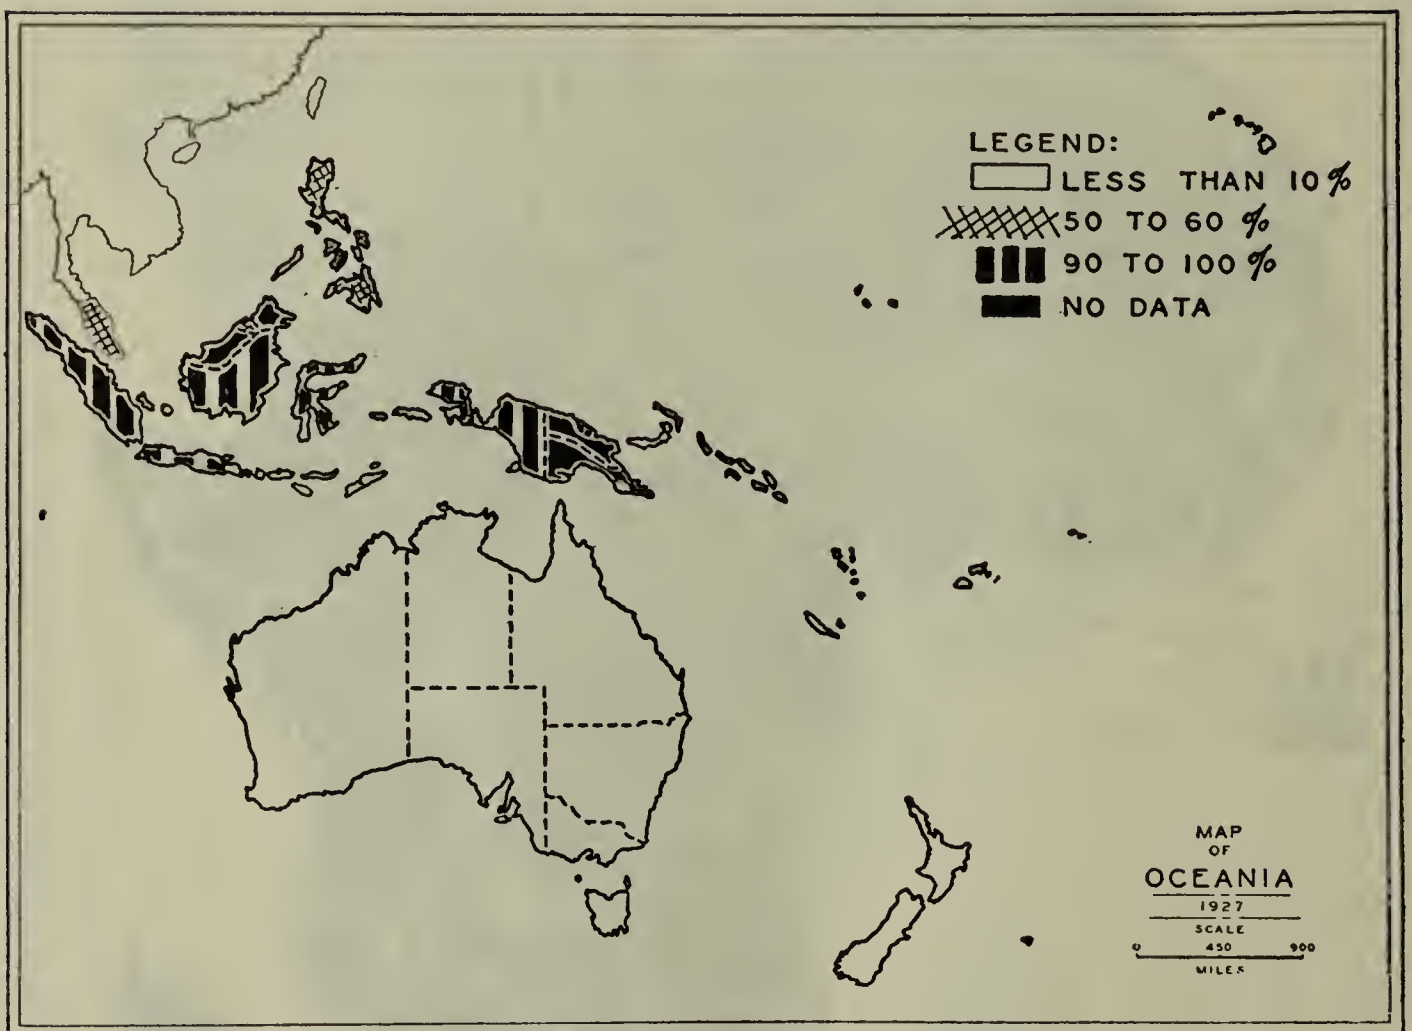 LEGEND:
LESS THAN 10%
50 TO 60 %
90 TO 100 %
NO DATA
MAP
OF
OCEANIA
1927
SCALE
0 450 900
MILES